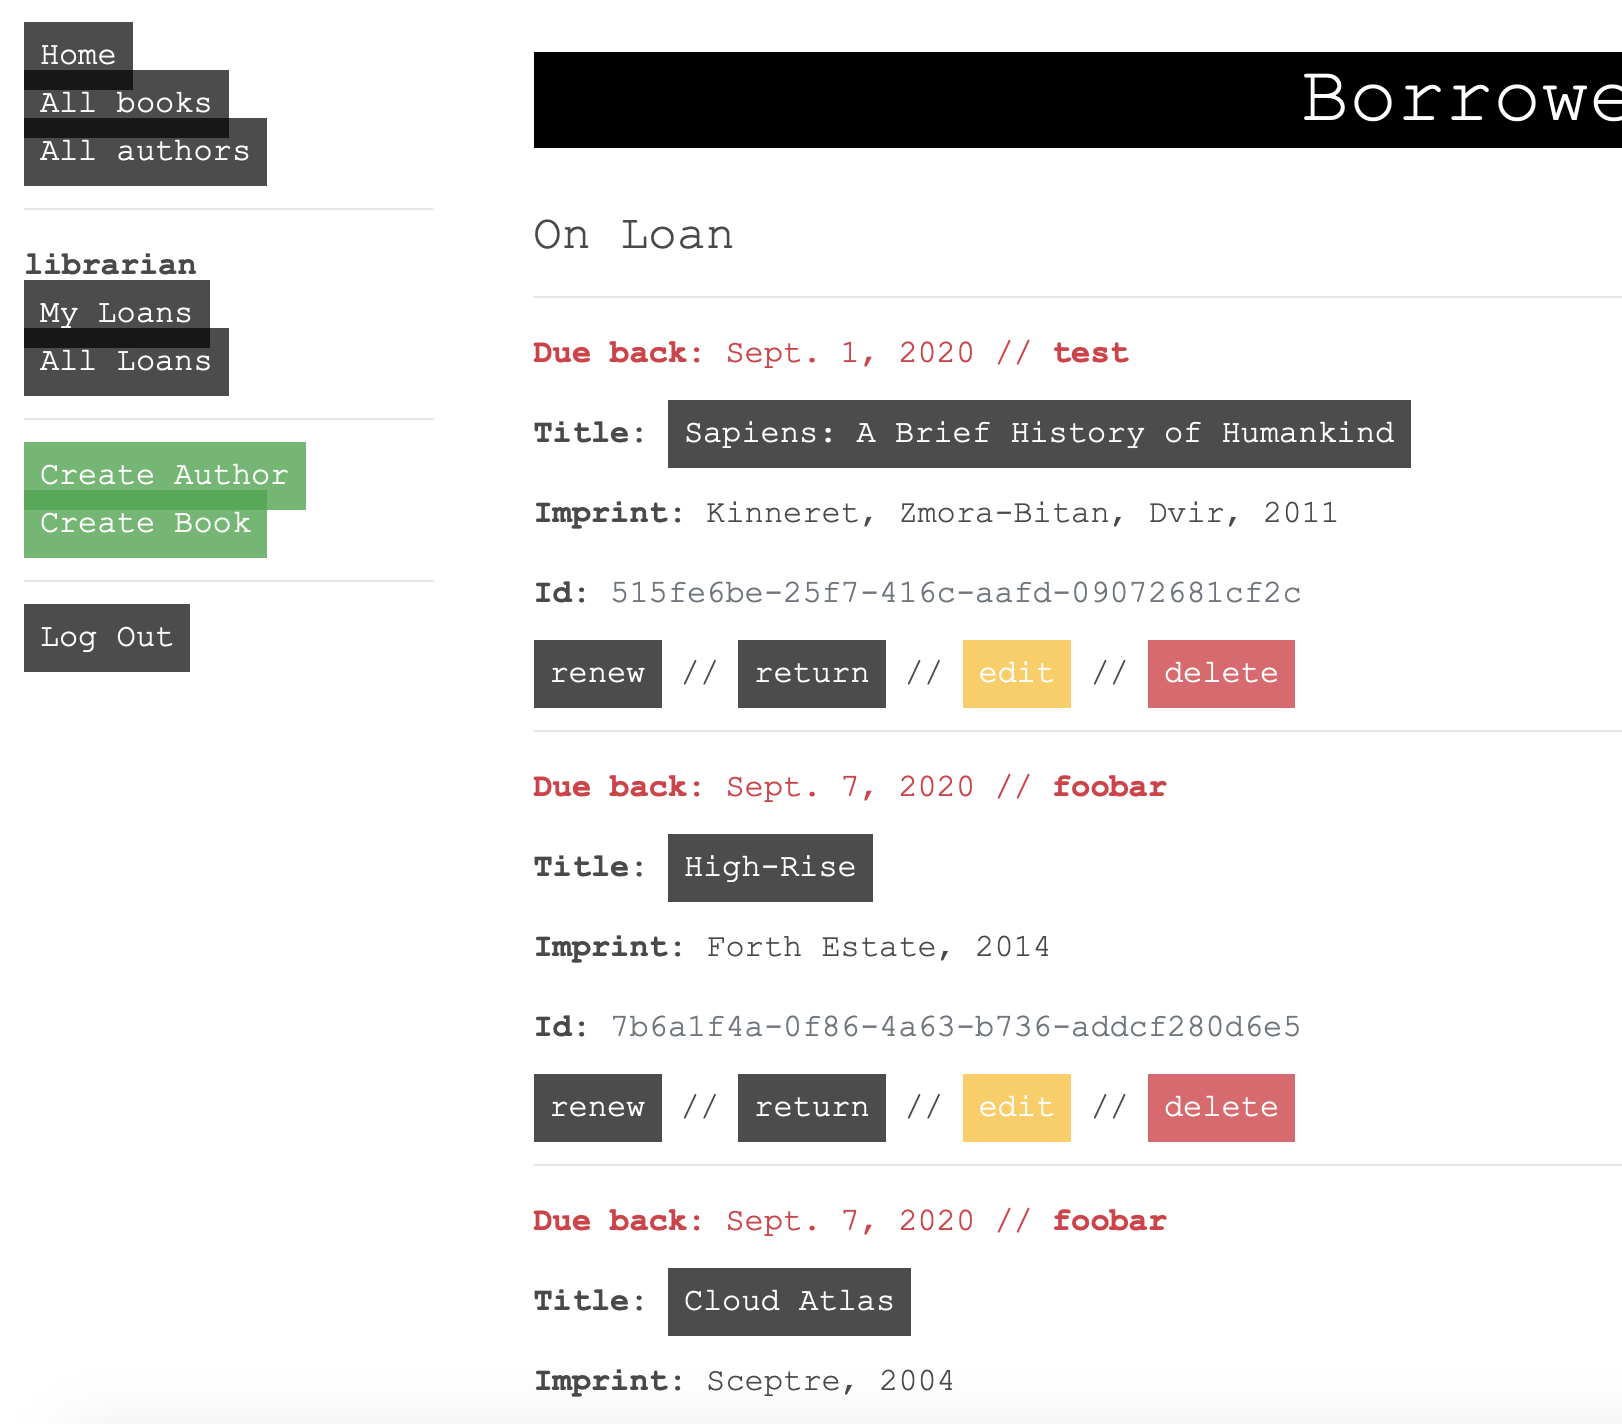 Home
All books
All authors
librarian
My Loans
All Loans
Create Author
Create Book
Log Out
Borrowe
On Loan
Due back: Sept. 1, 2020 // test
Title: Sapiens: A Brief History of Humankind
Imprint: Kinneret, Zmora-Bitan, Dvir, 2011
Id: 515fe6be-25f7-416c-aafd-09072681cf2c
renew // return // edit // delete
Due back: Sept. 7, 2020 // foobar
Title: High-Rise
Imprint: Forth Estate, 2014
Id: 7b6a1f4a-0f86-4a63-b736-addcf280d6e5
renew // return // edit // delete
Due back: Sept. 7, 2020 // foobar
Title: Cloud Atlas
Imprint: Sceptre, 2004